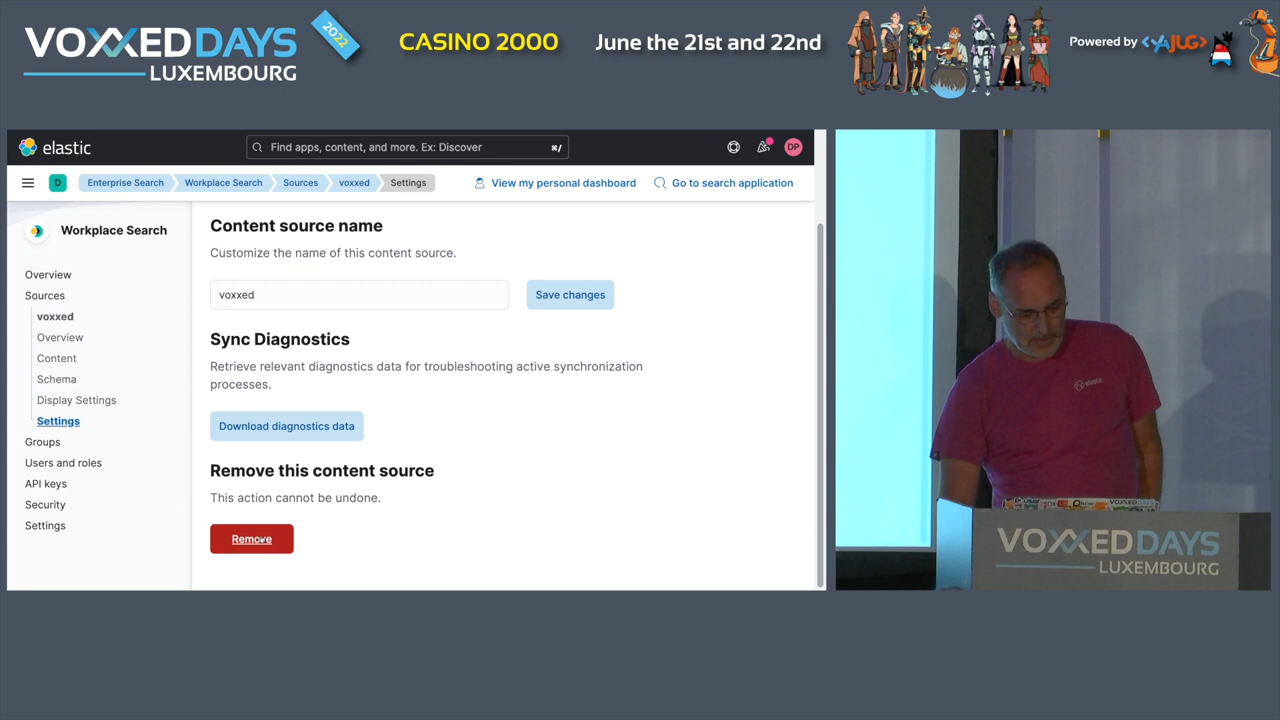 VOXXED DAYS
LUXEMBOURG
2022
CASINO 2000
June the 21st and 22nd
Powered by <YAJUG>
elastic
Find apps, content, and more. Ex: Discover
⌘/
DP
D
Enterprise Search
Workplace Search
Sources
voxxed
Settings
View my personal dashboard
Go to search application
Workplace Search
Overview
Sources
voxxed
Overview
Content
Schema
Display Settings
Settings
Groups
Users and roles
API keys
Security
Settings
Content source name
Customize the name of this content source.
voxxed
Save changes
Sync Diagnostics
Retrieve relevant diagnostics data for troubleshooting active synchronization
processes.
Download diagnostics data
Remove this content source
This action cannot be undone.
Remove
elastic
VOXXED DAYS
LUXEMBOURG